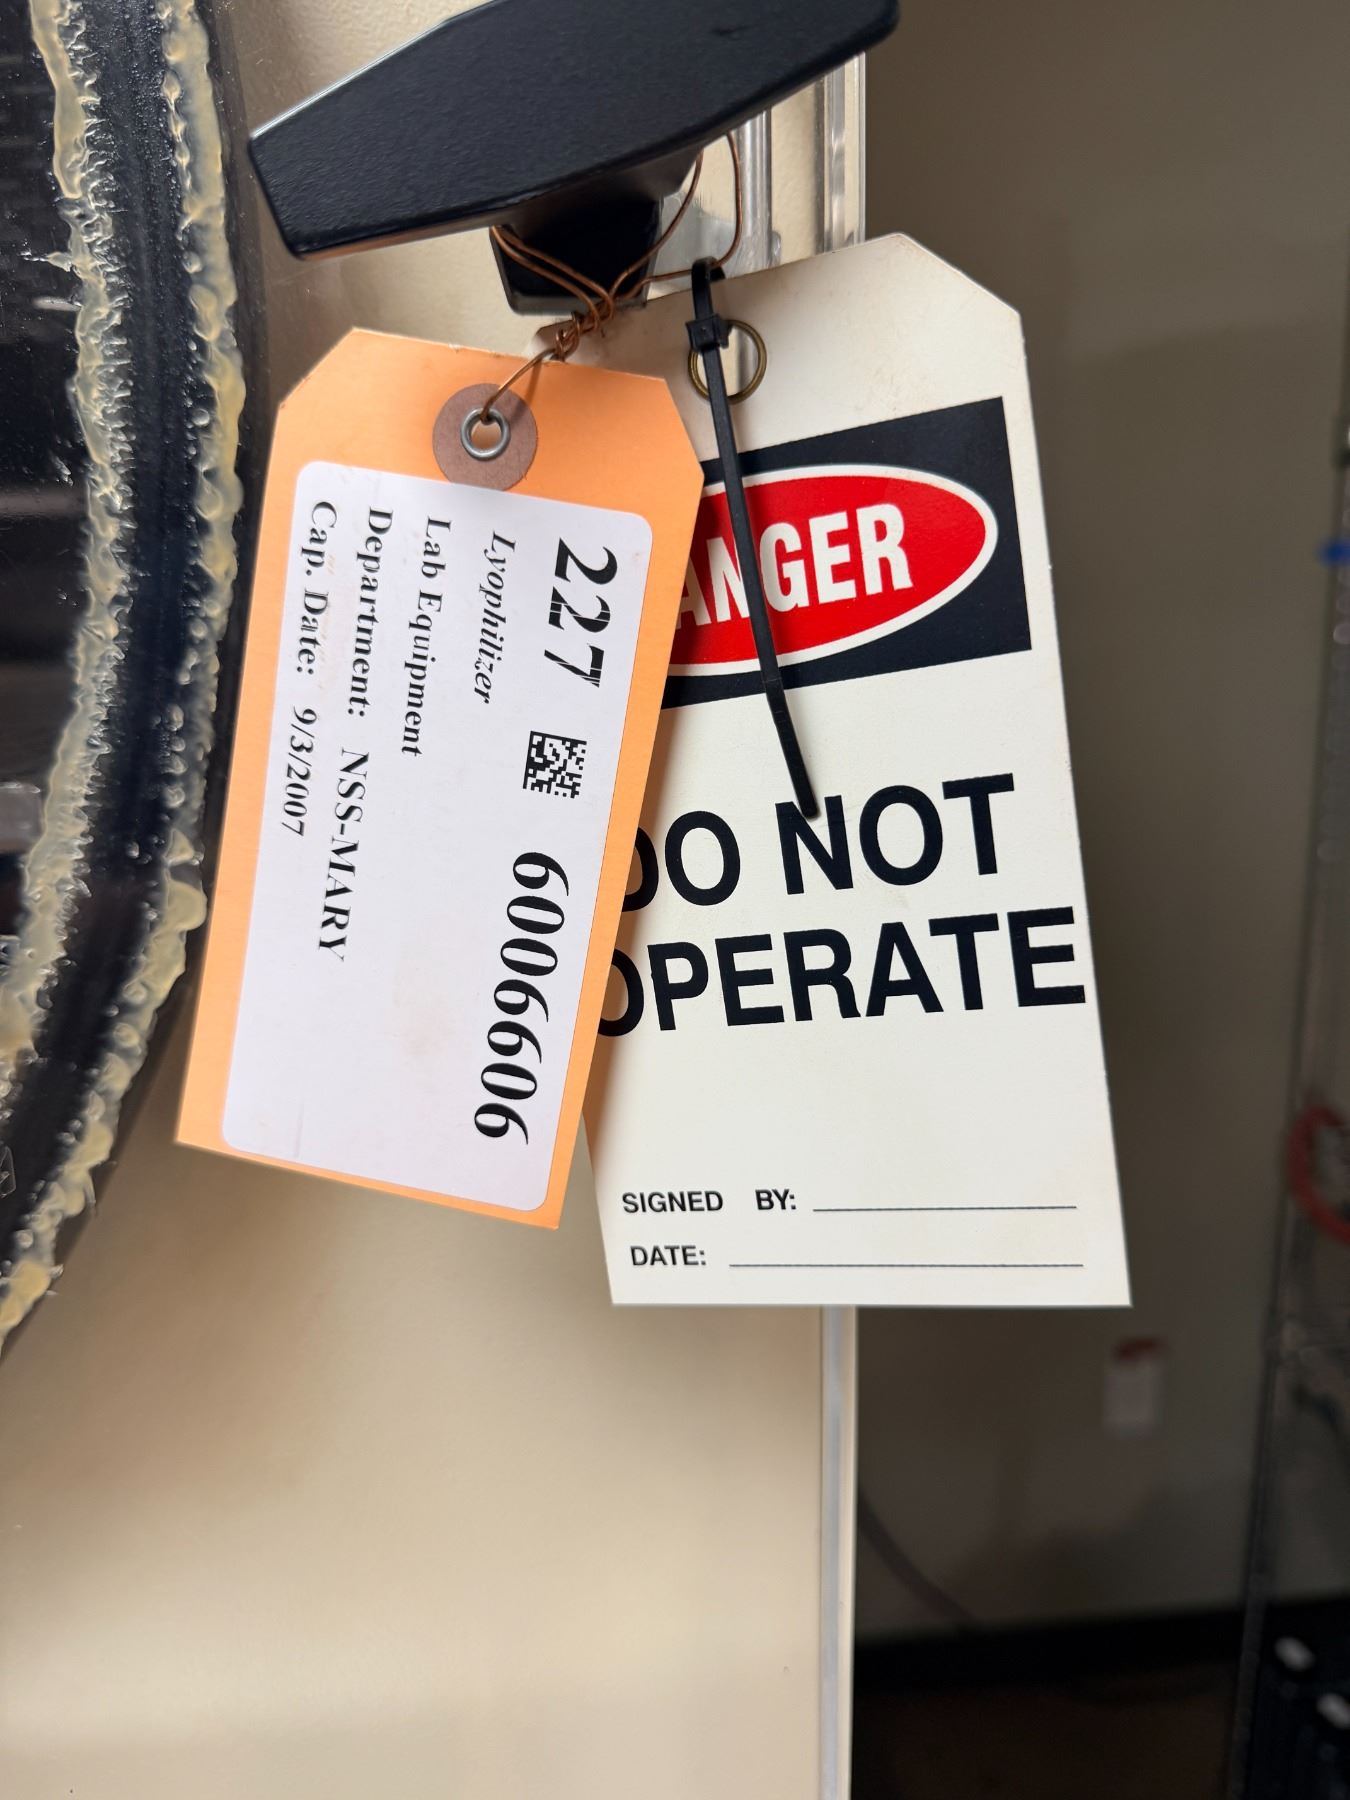 227 6006606
Lyophilizer
Lab Equipment
Department: NSS-MARY
Cap. Date: 9/3/2007
ANGER
DO NOT
OPERATE
SIGNED BY:
DATE: